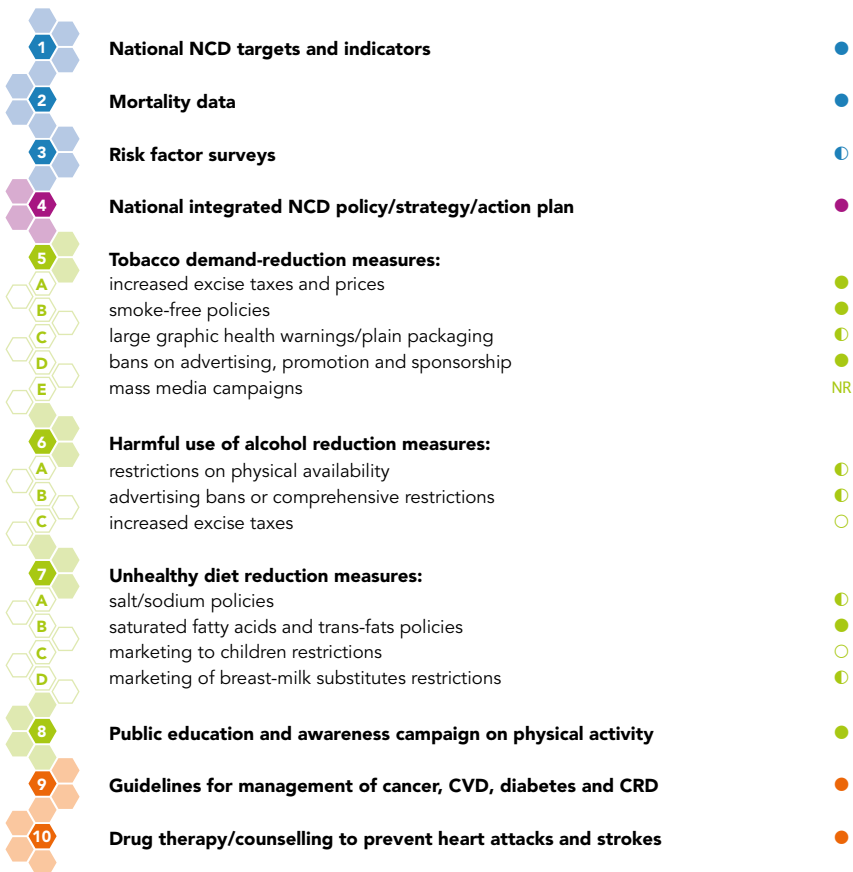 1 National NCD targets and indicators
2 Mortality data
3 Risk factor surveys
4 National integrated NCD policy/strategy/action plan
5 Tobacco demand-reduction measures:
A increased excise taxes and prices
B smoke-free policies
C large graphic health warnings/plain packaging
D bans on advertising, promotion and sponsorship
E mass media campaigns NR
6 Harmful use of alcohol reduction measures:
A restrictions on physical availability
B advertising bans or comprehensive restrictions
C increased excise taxes
7 Unhealthy diet reduction measures:
A salt/sodium policies
B saturated fatty acids and trans-fats policies
C marketing to children restrictions
D marketing of breast-milk substitutes restrictions
8 Public education and awareness campaign on physical activity
9 Guidelines for management of cancer, CVD, diabetes and CRD
10 Drug therapy/counselling to prevent heart attacks and strokes